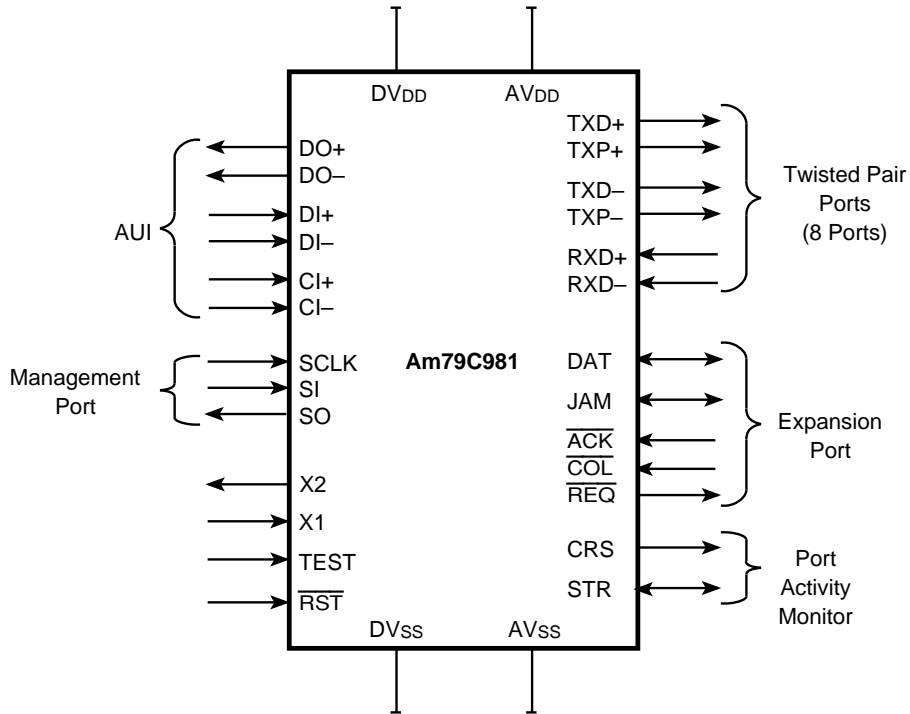 DVDD
AVDD
AUI
DO+
DO–
DI+
DI–
CI+
CI–
Management
Port
SCLK
SI
SO
X2
X1
TEST
RST
Am79C981
TXD+
TXP+
TXD–
TXP–
RXD+
RXD–
Twisted Pair
Ports
(8 Ports)
DAT
JAM
ACK
COL
REQ
Expansion
Port
CRS
STR
Port
Activity
Monitor
DVSS
AVSS